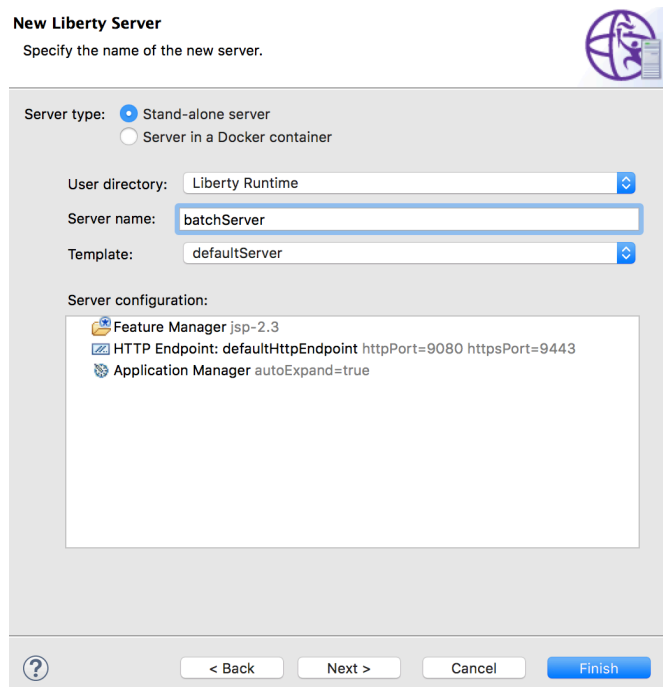 New Liberty Server
Specify the name of the new server.
Server type: Stand-alone server
Server in a Docker container
User directory: Liberty Runtime
Server name: batchServer
Template: defaultServer
Server configuration:
Feature Manager jsp-2.3
HTTP Endpoint: defaultHttpEndpoint httpPort=9080 httpsPort=9443
Application Manager autoExpand=true
? < Back Next > Cancel Finish